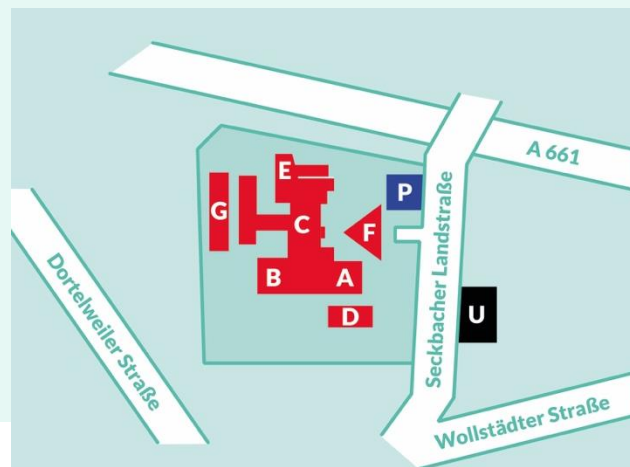 A 661
E
P
G
C
F
B
A
D
U
Seckbacher Landstraße
Dortelweiler Straße
Wollstädter Straße